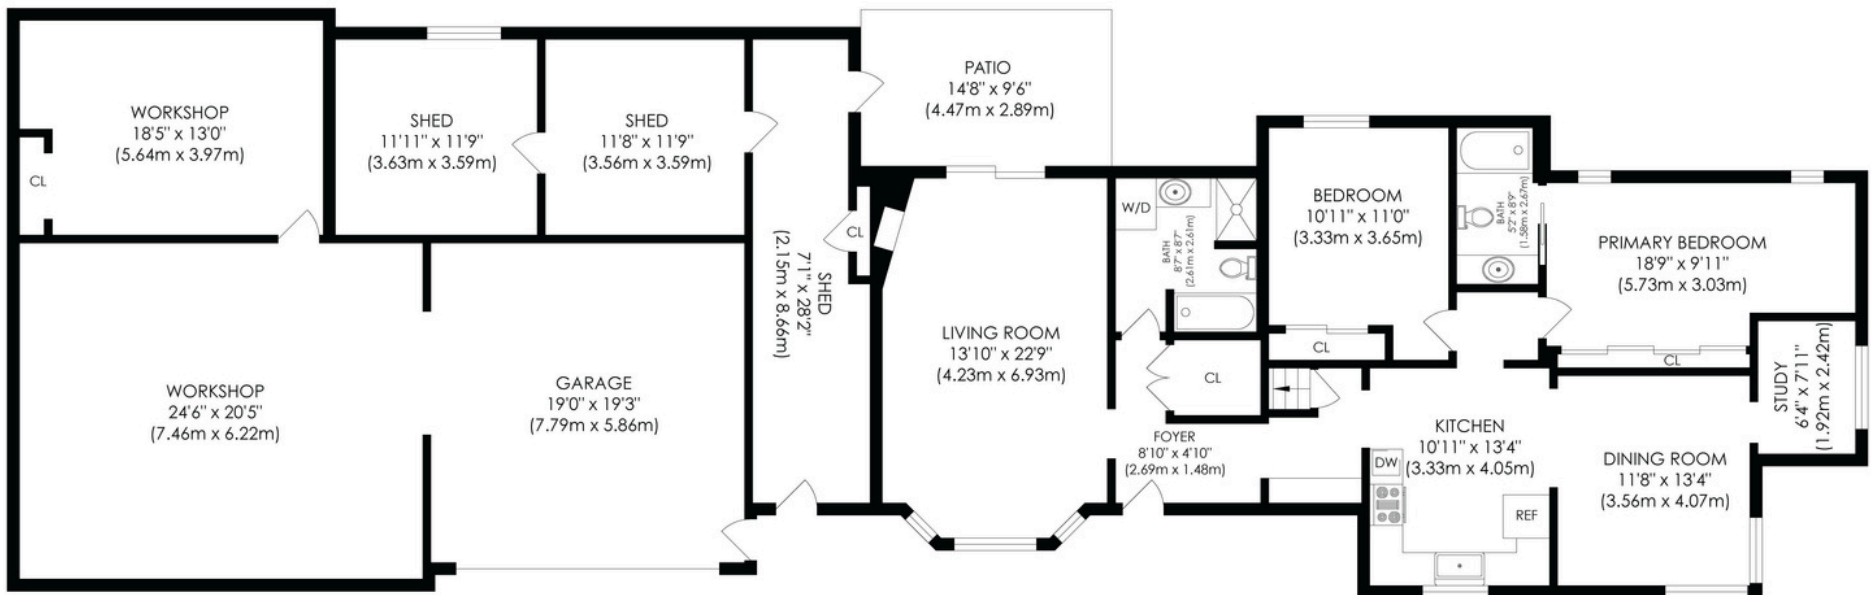 WORKSHOP
18'5" x 13'0"
(5.64m x 3.97m)
CL
SHED
11'11" x 11'9"
(3.63m x 3.59m)
SHED
11'8" x 11'9"
(3.56m x 3.59m)
PATIO
14'8" x 9'6"
(4.47m x 2.89m)
WORKSHOP
24'6" x 20'5"
(7.46m x 6.22m)
GARAGE
19'0" x 19'3"
(7.79m x 5.86m)
SHED
7'1" x 28'2"
(2.15m x 8.66m)
CL
LIVING ROOM
13'10" x 22'9"
(4.23m x 6.93m)
W/D
BATH
8'7" x 8'7"
(2.61m x 2.61m)
CL
FOYER
8'10" x 4'10"
(2.69m x 1.48m)
BEDROOM
10'11" x 11'0"
(3.33m x 3.65m)
CL
BATH
5'2" x 8'9"
(1.58m x 2.67m)
PRIMARY BEDROOM
18'9" x 9'11"
(5.73m x 3.03m)
CL
STUDY
6'4" x 7'11"
(1.92m x 2.42m)
KITCHEN
10'11" x 13'4"
(3.33m x 4.05m)
DW
REF
DINING ROOM
11'8" x 13'4"
(3.56m x 4.07m)